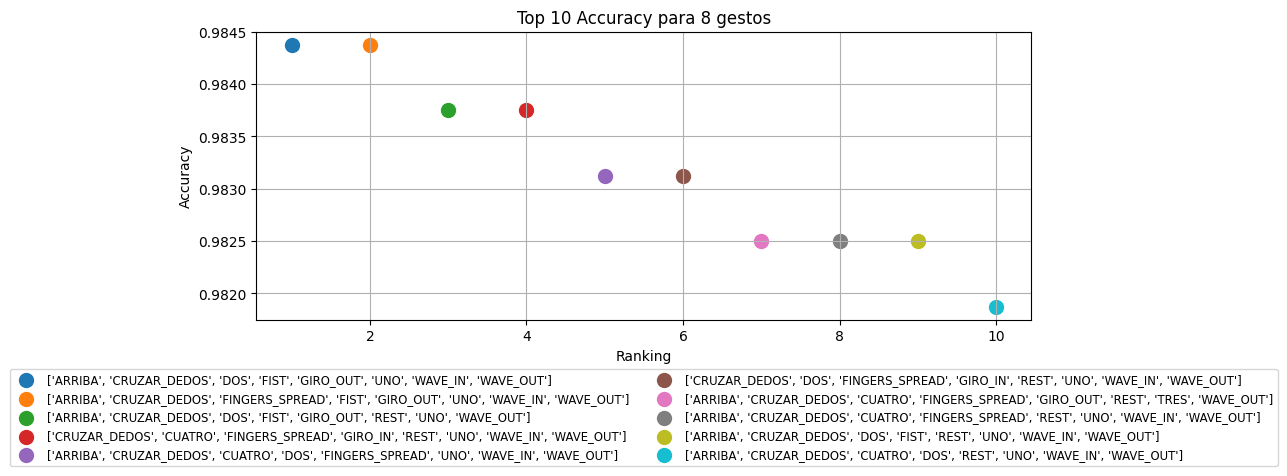 Top 10 Accuracy para 8 gestos
0.9845
0.9840
0.9835
0.9830
0.9825
0.9820
Accuracy
2 4 6 8 10
Ranking
['ARRIBA', 'CRUZAR_DEDOS', 'DOS', 'FIST', 'GIRO_OUT', 'UNO', 'WAVE_IN', 'WAVE_OUT']
['ARRIBA', 'CRUZAR_DEDOS', 'FINGERS_SPREAD', 'FIST', 'GIRO_OUT', 'UNO', 'WAVE_IN', 'WAVE_OUT']
['ARRIBA', 'CRUZAR_DEDOS', 'DOS', 'FIST', 'GIRO_OUT', 'REST', 'UNO', 'WAVE_OUT']
['CRUZAR_DEDOS', 'CUATRO', 'FINGERS_SPREAD', 'GIRO_IN', 'REST', 'UNO', 'WAVE_IN', 'WAVE_OUT']
['ARRIBA', 'CRUZAR_DEDOS', 'CUATRO', 'DOS', 'FINGERS_SPREAD', 'UNO', 'WAVE_IN', 'WAVE_OUT']
['CRUZAR_DEDOS', 'DOS', 'FINGERS_SPREAD', 'GIRO_IN', 'REST', 'UNO', 'WAVE_IN', 'WAVE_OUT']
['ARRIBA', 'CRUZAR_DEDOS', 'CUATRO', 'FINGERS_SPREAD', 'GIRO_OUT', 'REST', 'TRES', 'WAVE_OUT']
['ARRIBA', 'CRUZAR_DEDOS', 'CUATRO', 'FINGERS_SPREAD', 'REST', 'UNO', 'WAVE_IN', 'WAVE_OUT']
['ARRIBA', 'CRUZAR_DEDOS', 'DOS', 'FIST', 'REST', 'UNO', 'WAVE_IN', 'WAVE_OUT']
['ARRIBA', 'CRUZAR_DEDOS', 'CUATRO', 'DOS', 'REST', 'UNO', 'WAVE_IN', 'WAVE_OUT']